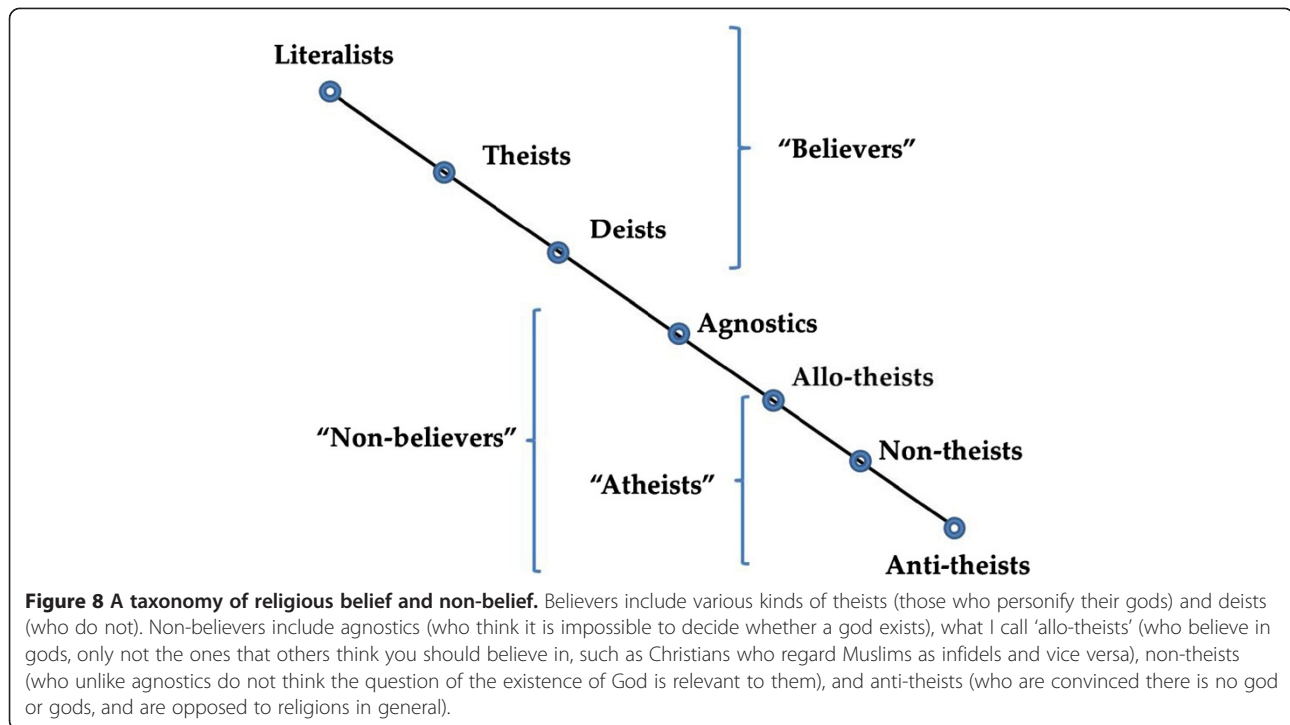 Literalists
Theists
"Believers"
Deists
Agnostics
Allo-theists
"Non-believers"
Non-theists
"Atheists"
Anti-theists
Figure 8 A taxonomy of religious belief and non-belief. Believers include various kinds of theists (those who personify their gods) and deists
(who do not). Non-believers include agnostics (who think it is impossible to decide whether a god exists), what I call 'allo-theists' (who believe in
gods, only not the ones that others think you should believe in, such as Christians who regard Muslims as infidels and vice versa), non-theists
(who unlike agnostics do not think the question of the existence of God is relevant to them), and anti-theists (who are convinced there is no god
or gods, and are opposed to religions in general).